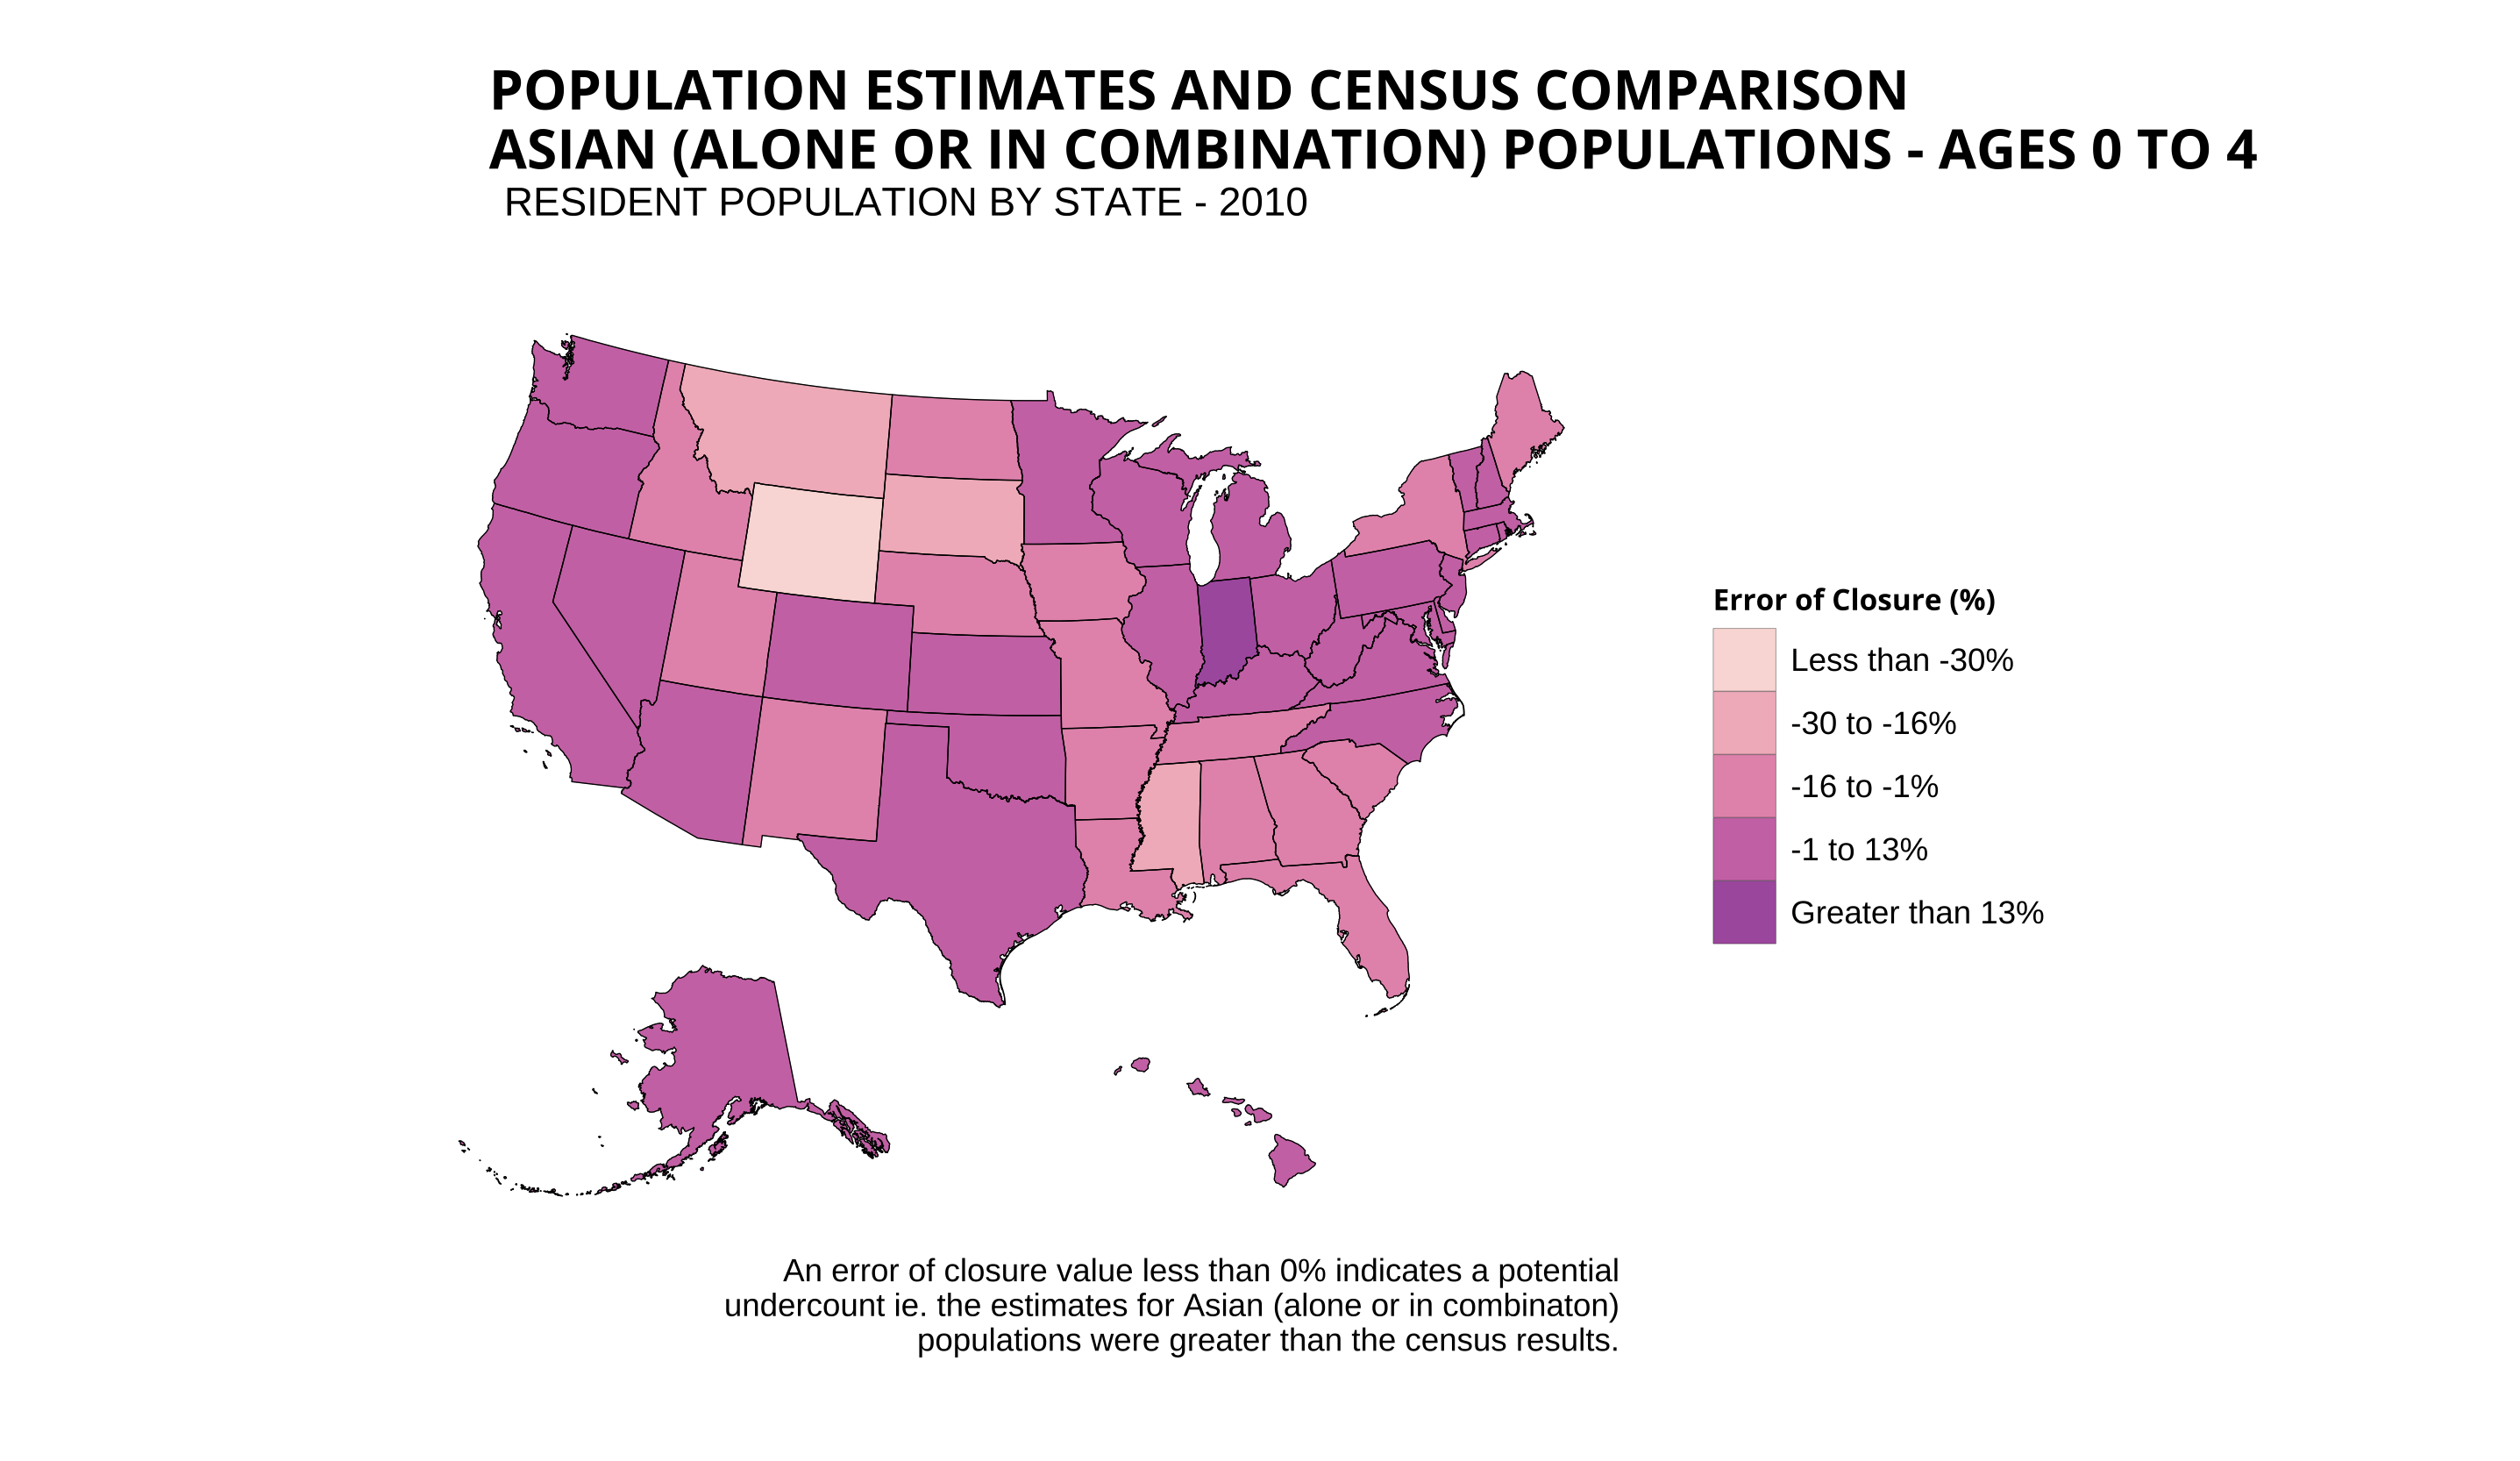 POPULATION ESTIMATES AND CENSUS COMPARISON
ASIAN (ALONE OR IN COMBINATION) POPULATIONS - AGES 0 TO 4
RESIDENT POPULATION BY STATE - 2010
Error of Closure (%)
Less than -30%
-30 to -16%
-16 to -1%
-1 to 13%
Greater than 13%
An error of closure value less than 0% indicates a potential
undercount ie. the estimates for Asian (alone or in combinaton)
populations were greater than the census results.